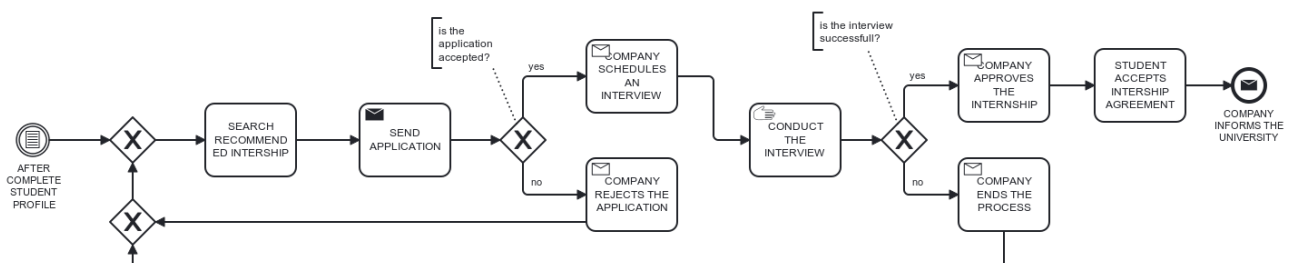 AFTER
COMPLETE
STUDENT
PROFILE
X
X
SEARCH
RECOMMEND
ED INTERSHIP
SEND
APPLICATION
is the
application
accepted?
X
yes
no
COMPANY
SCHEDULES
AN
INTERVIEW
COMPANY
REJECTS THE
APPLICATION
CONDUCT
THE
INTERVIEW
is the interview
successfull?
X
yes
no
COMPANY
APPROVES
THE
INTERNSHIP
COMPANY
ENDS THE
PROCESS
STUDENT
ACCEPTS
INTERSHIP
AGREEMENT
COMPANY
INFORMS THE
UNIVERSITY